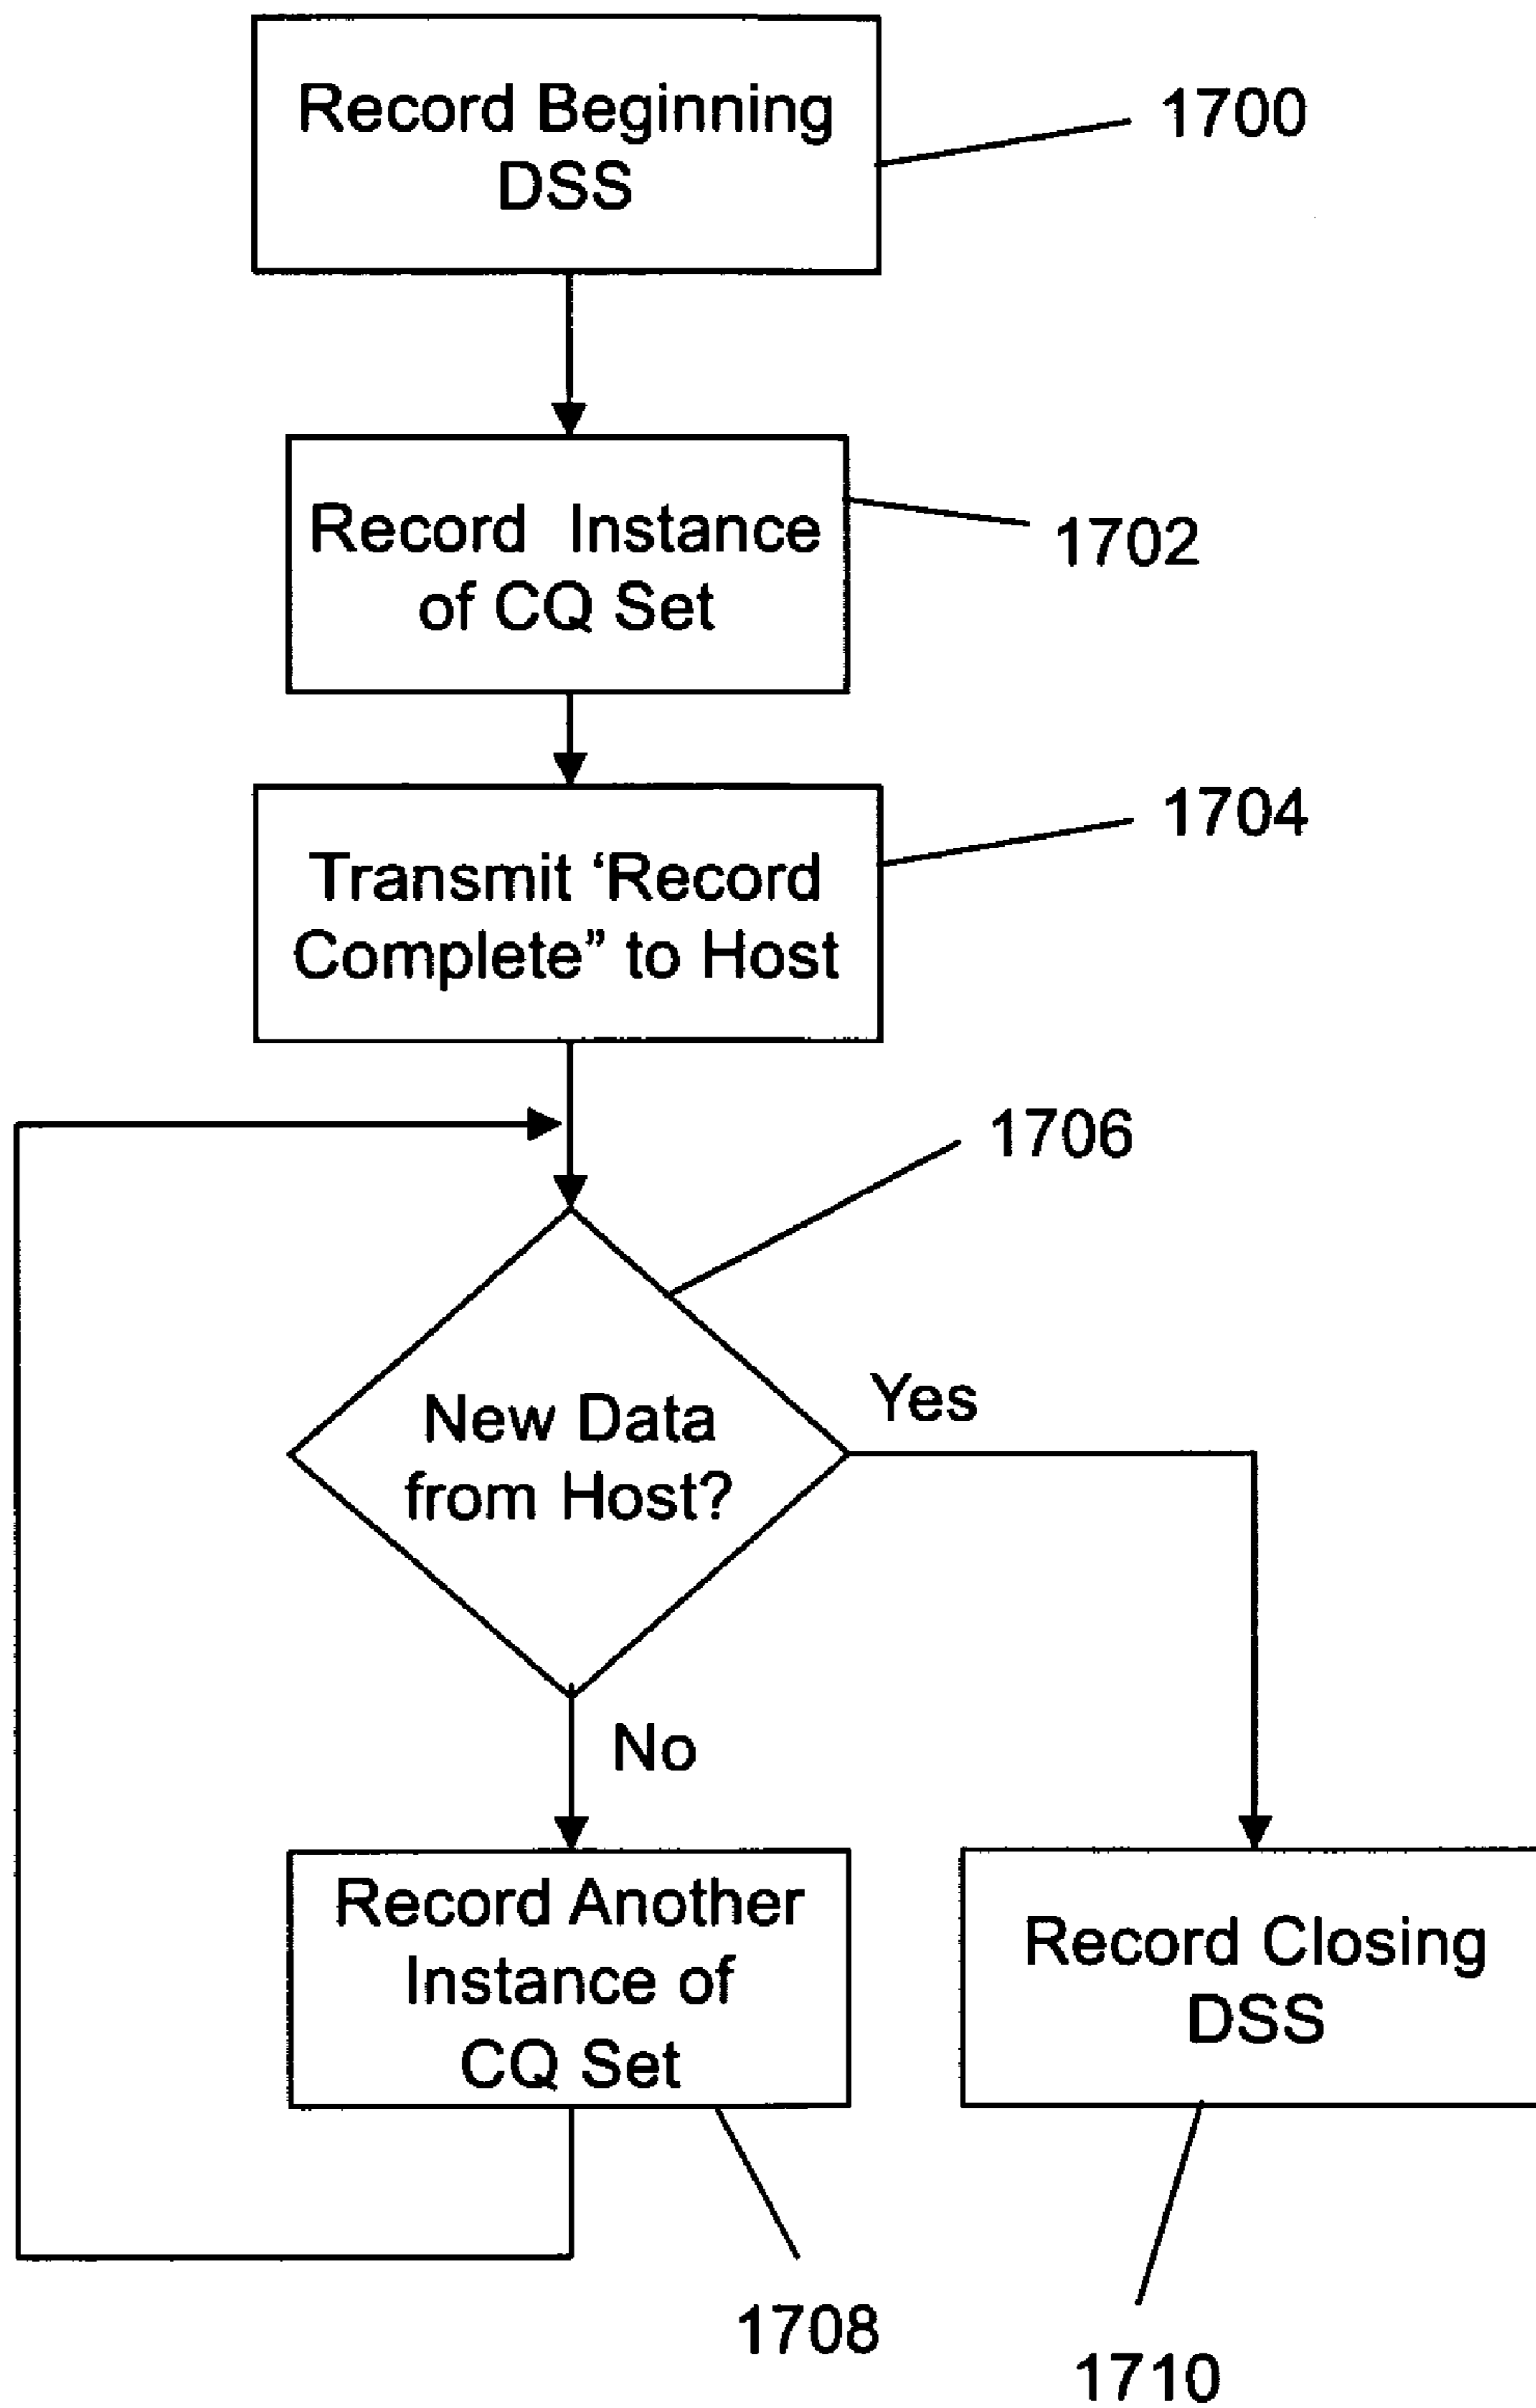 Record Beginning
DSS
1700
Record Instance
of CQ Set
1702
Transmit ‘Record
Complete” to Host
1704
1706
New Data
from Host?
Yes
No
Record Another
Instance of
CQ Set
Record Closing
DSS
1708
1710